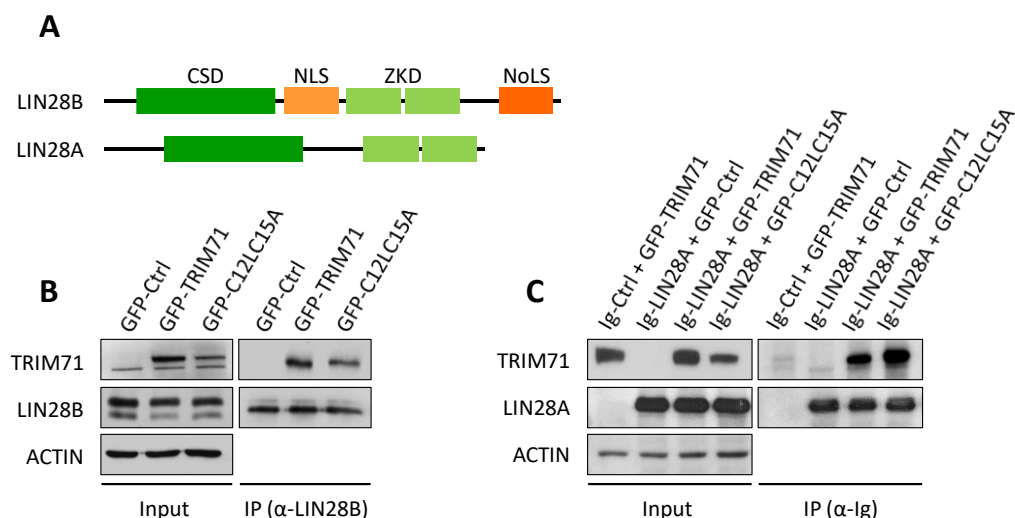 A
CSD NLS ZKD NoLS
LIN28B
LIN28A
B
GFP-Ctrl
GFP-TRIM71
GFP-C12LC15A
GFP-Ctrl
GFP-TRIM71
GFP-C12LC15A
TRIM71
LIN28B
ACTIN
Input IP (α-LIN28B)
C
Ig-Ctrl + GFP-TRIM71
Ig-LIN28A + GFP-Ctrl
Ig-LIN28A + GFP-TRIM71
Ig-LIN28A + GFP-C12LC15A
Ig-Ctrl + GFP-TRIM71
Ig-LIN28A + GFP-Ctrl
Ig-LIN28A + GFP-TRIM71
Ig-LIN28A + GFP-C12LC15A
TRIM71
LIN28A
ACTIN
Input IP (α-Ig)